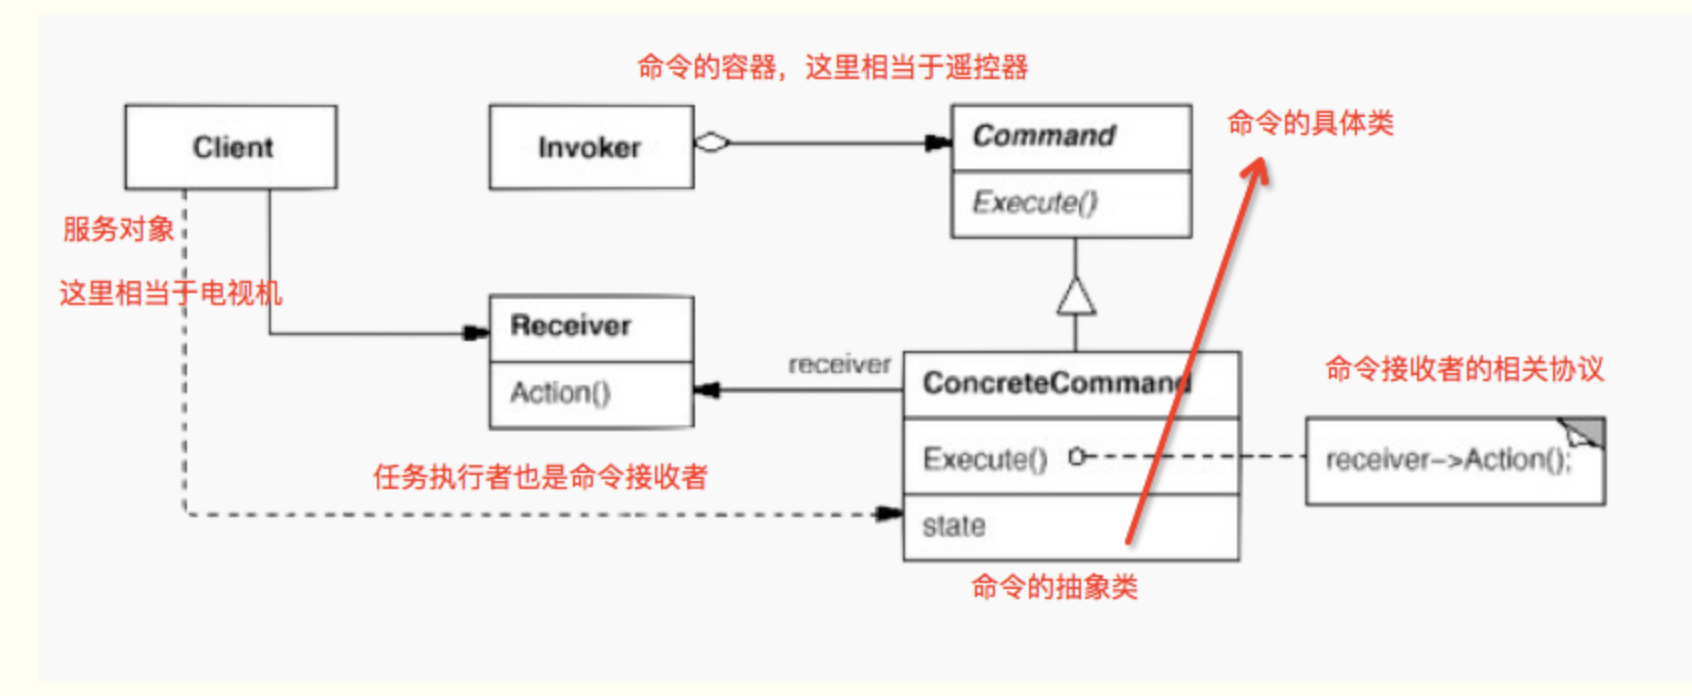 命令的容器，这里相当于遥控器
Client
Invoker
Command
命令的具体类
Execute()
服务对象
这里相当于电视机
Receiver
receiver
ConcreteCommand
命令接收者的相关协议
Action()
Execute()
receiver->Action();
任务执行者也是命令接收者
state
命令的抽象类